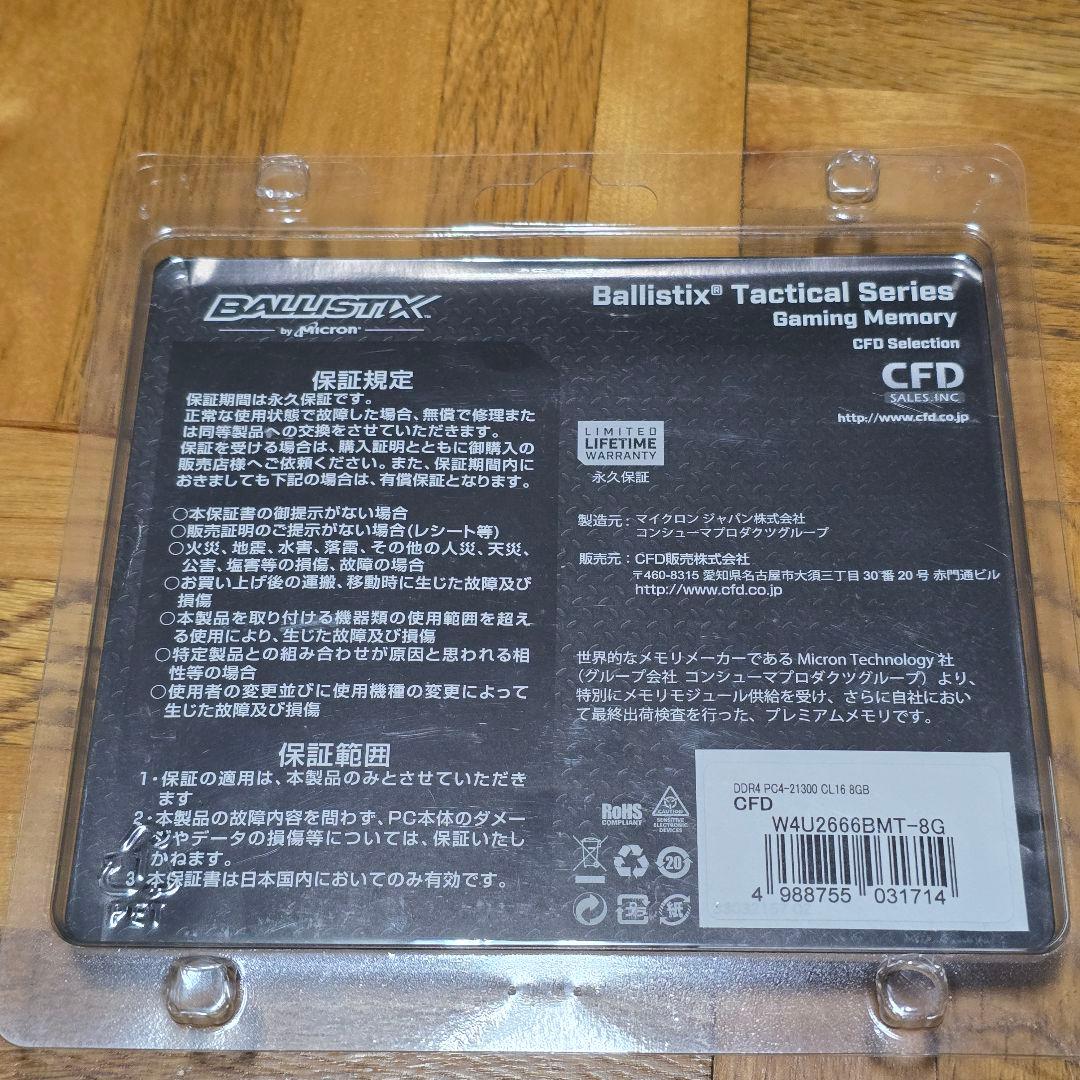 BALLISTIX™
by Micron®
Ballistix® Tactical Series
Gaming Memory
CFD Selection
CFD
SALES.INC
http://www.cfd.co.jp
保証規定
保証期間は永久保証です。
正常な使用状態で故障した場合、無償で修理また
は同等製品への交換をさせていただきます。
保証を受ける場合は、購入証明とともに御購入の
販売店様へご依頼ください。また、保証期間内に
おきましても下記の場合は、有償保証となります。
○本保証書の御提示がない場合
○販売証明のご提示がない場合(レシート等)
○火災、地震、水害、落雷、その他の人災、天災、
公害、塩害等の損傷、故障の場合
○お買い上げ後の運搬、移動時に生じた故障及び
損傷
○本製品を取り付ける機器類の使用範囲を超え
る使用により、生じた故障及び損傷
○特定製品との組み合わせが原因と思われる相
性等の場合
○使用者の変更並びに使用機種の変更によって
生じた故障及び損傷
保証範囲
1・保証の適用は、本製品のみとさせていただき
ます
2・本製品の故障内容を問わず、PC本体のダメー
ジやデータの損傷等については、保証いたし
かねます。
3・本保証書は日本国内においてのみ有効です。
PET
LIMITED
LIFETIME
WARRANTY
永久保証
製造元：マイクロン ジャパン株式会社
コンシューマプロダクツグループ
販売元：CFD販売株式会社
〒460-8315 愛知県名古屋市大須三丁目 30 番 20 号 赤門通ビル
http://www.cfd.co.jp
世界的なメモリメーカーである Micron Technology 社
（グループ会社 コンシューマプロダクツグループ）より、
特別にメモリモジュール供給を受け、さらに自社におい
て最終出荷検査を行った、プレミアムメモリです。
RoHS
COMPLIANT
CAUTION
SENSITIVE
ELECTRONIC
DEVICES
20
プラ
紙
DDR4 PC4-21300 CL16 8GB
CFD
W4U2666BMT-8G
4 988755 031714